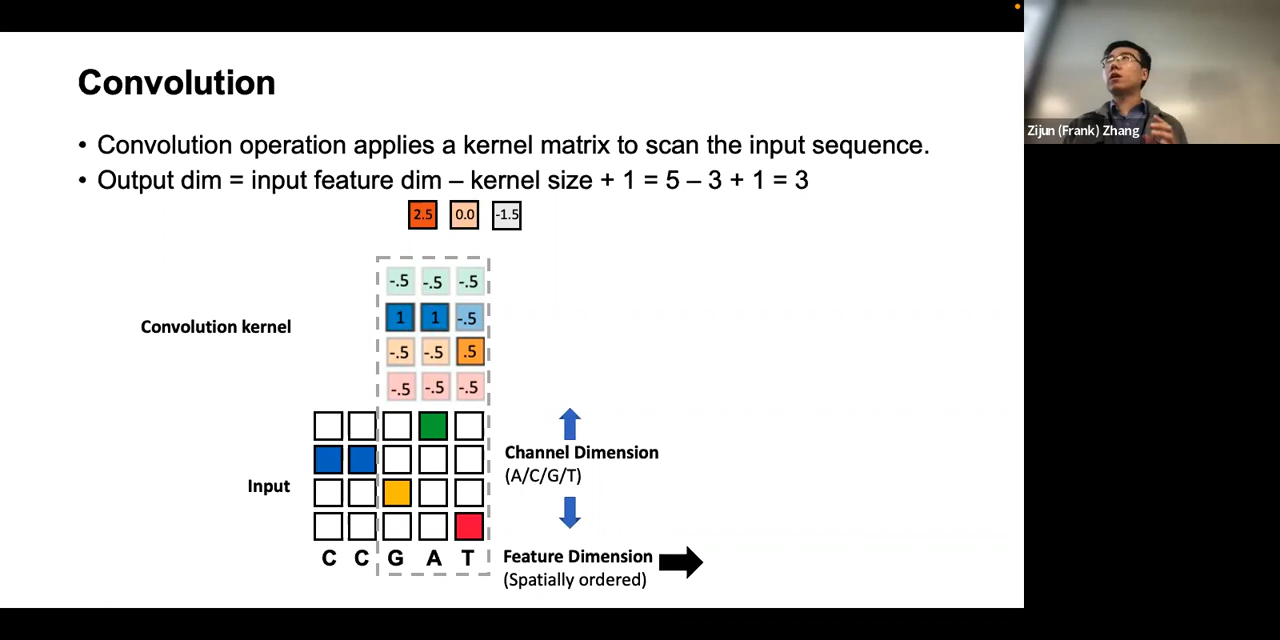 Convolution
• Convolution operation applies a kernel matrix to scan the input sequence.
• Output dim = input feature dim – kernel size + 1 = 5 – 3 + 1 = 3
2.5 0.0 -1.5
-.5 -.5 -.5
Convolution kernel
1 1 -.5
-.5 -.5 .5
-.5 -.5 -.5
Channel Dimension
(A/C/G/T)
Input
C C G A T
Feature Dimension
(Spatially ordered)
Zijun (Frank) Zhang